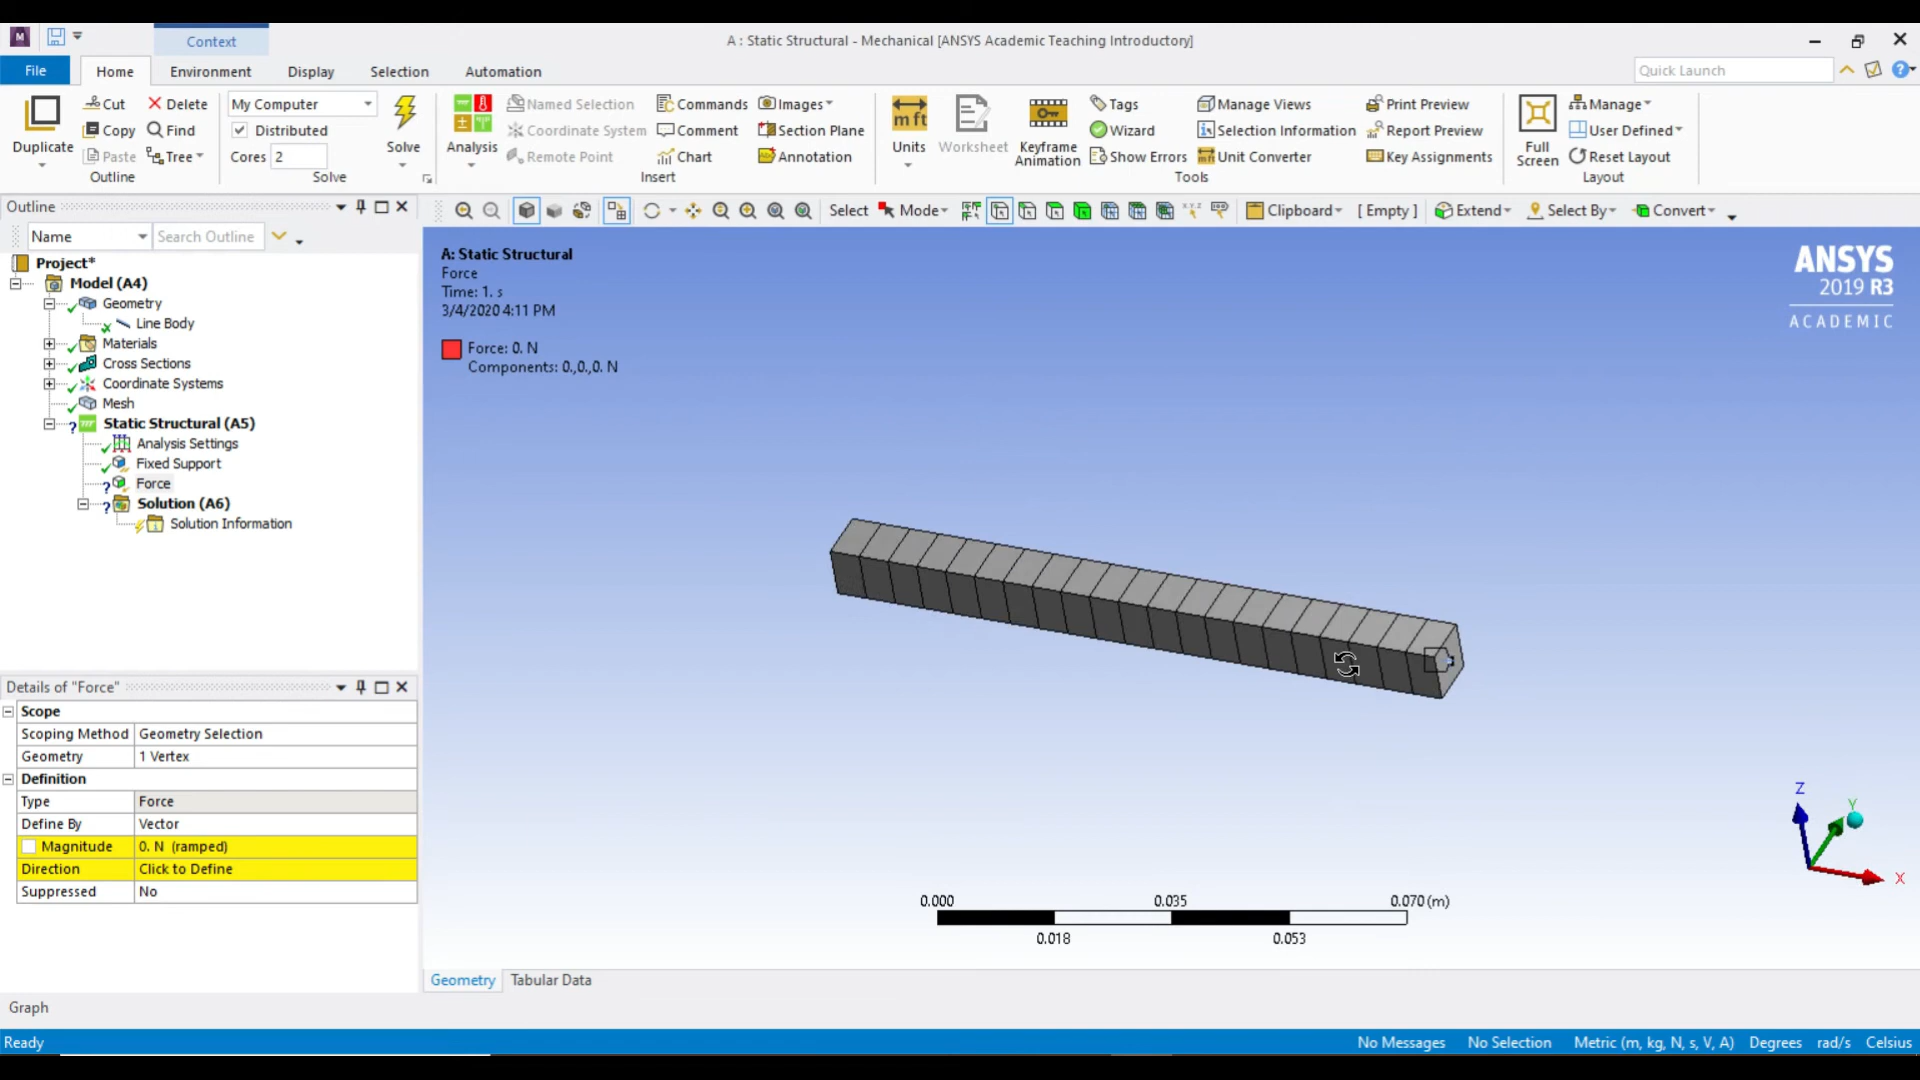 M
Context
A : Static Structural - Mechanical [ANSYS Academic Teaching Introductory]
File
Home
Environment
Display
Selection
Automation
Quick Launch
Duplicate
Cut
Delete
Copy
Find
Paste
Tree
Outline
My Computer
Distributed
Cores 2
Solve
Solve
Analysis
Named Selection
Commands
Images
Coordinate System
Comment
Section Plane
Remote Point
Chart
Annotation
Insert
Units
Worksheet
Keyframe
Animation
Tags
Manage Views
Print Preview
Wizard
Selection Information
Report Preview
Show Errors
Unit Converter
Key Assignments
Tools
Full
Screen
Manage
User Defined
Reset Layout
Layout
Outline
Select
Mode
Clipboard
[ Empty ]
Extend
Select By
Convert
Name
Search Outline
Project*
Model (A4)
Geometry
Line Body
Materials
Cross Sections
Coordinate Systems
Mesh
Static Structural (A5)
Analysis Settings
Fixed Support
Force
Solution (A6)
Solution Information
A: Static Structural
Force
Time: 1. s
3/4/2020 4:11 PM
Force: 0. N
Components: 0.,0.,0. N
ANSYS
2019 R3
ACADEMIC
Details of "Force"
Scope
Scoping Method Geometry Selection
Geometry 1 Vertex
Definition
Type Force
Define By Vector
Magnitude 0. N (ramped)
Direction Click to Define
Suppressed No
Z
Y
X
0.000 0.035 0.070 (m)
0.018 0.053
Geometry
Tabular Data
Graph
Ready
No Messages
No Selection
Metric (m, kg, N, s, V, A)
Degrees
rad/s
Celsius